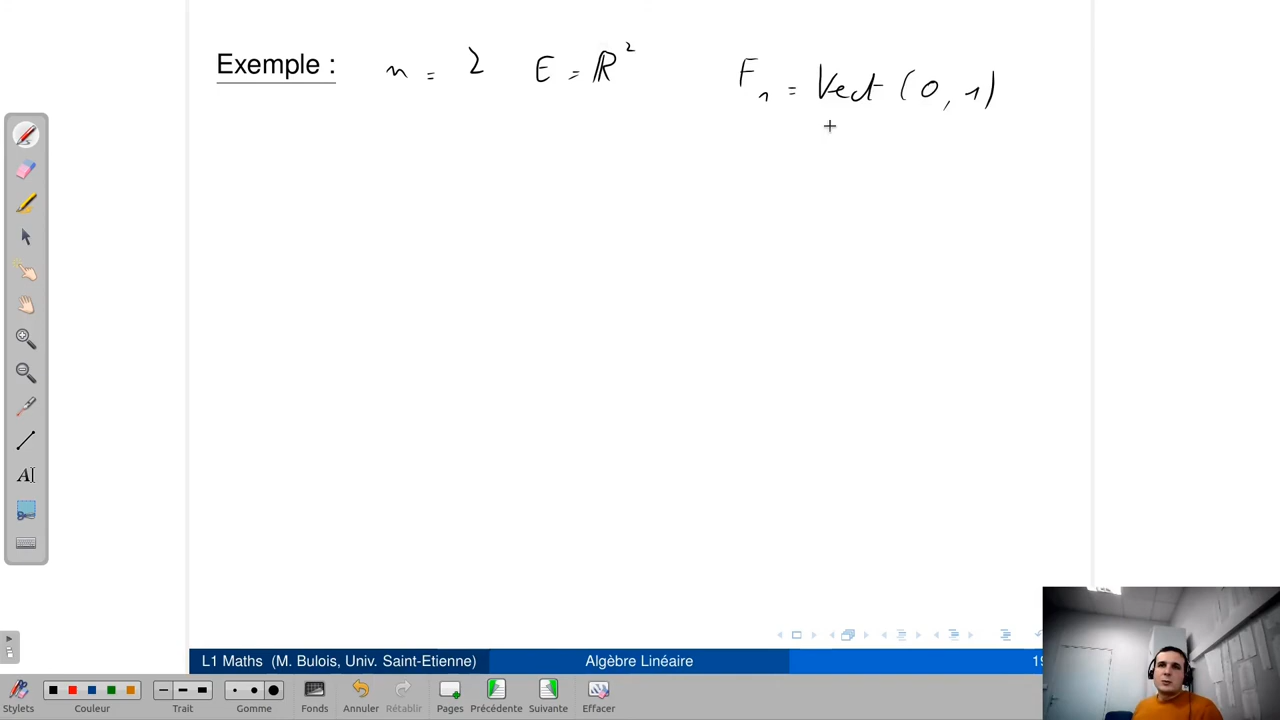 Exemple : n = 2 E = ℝ² F₁ = Vect (0, 1)
L1 Maths (M. Bulois, Univ. Saint-Etienne) Algèbre Linéaire 19
Stylets Couleur Trait Gomme Fonds Annuler Rétablir Pages Précédente Suivante Effacer